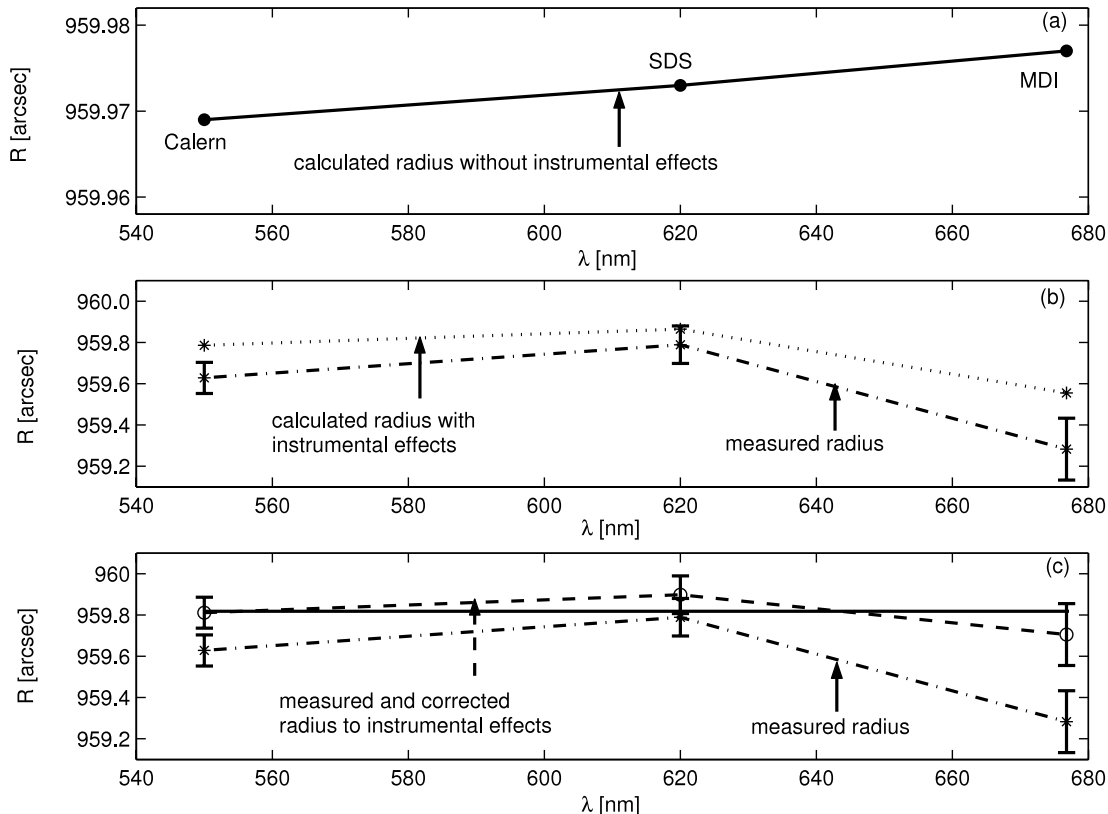 (a)
959.98
959.97
959.96
R [arcsec]
Calern
SDS
MDI
calculated radius without instrumental effects
540 560 580 600 620 640 660 680
λ [nm]
(b)
960.0
959.8
959.6
959.4
959.2
R [arcsec]
calculated radius with
instrumental effects
measured radius
540 560 580 600 620 640 660 680
λ [nm]
(c)
960
959.8
959.6
959.4
959.2
R [arcsec]
measured and corrected
radius to instrumental effects
measured radius
540 560 580 600 620 640 660 680
λ [nm]